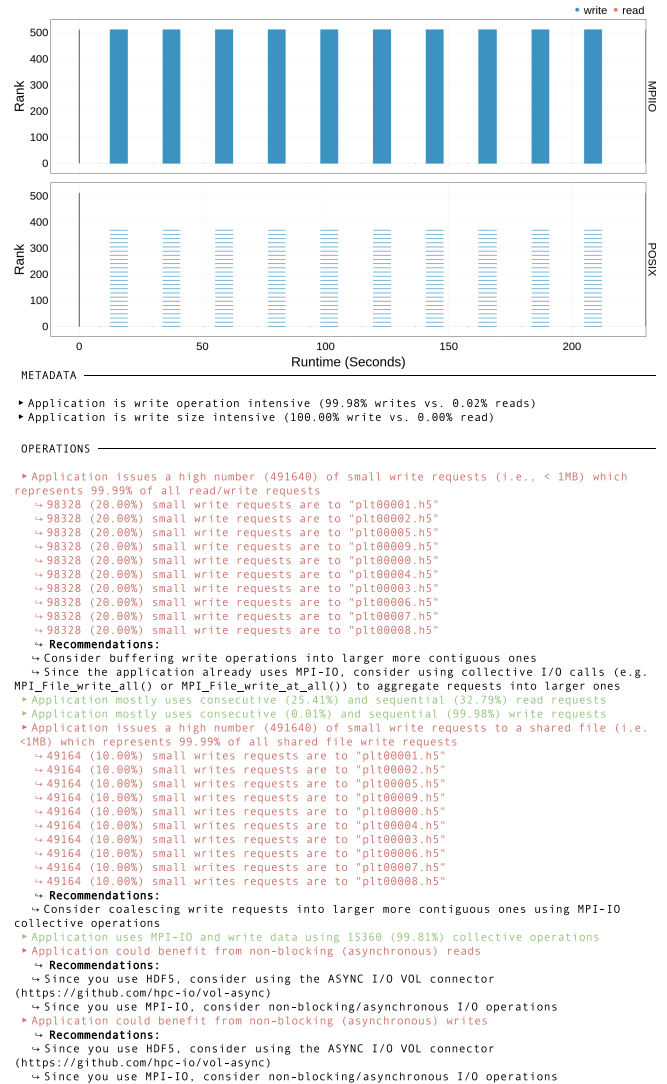 write read
500
400
300
200
100
0
Rank
MPIIO
500
400
300
200
100
0
Rank
POSIX
0 50 100 150 200
Runtime (Seconds)
METADATA
▸ Application is write operation intensive (99.98% writes vs. 0.02% reads)
▸ Application is write size intensive (100.00% write vs. 0.00% read)
OPERATIONS
▸ Application issues a high number (491640) of small write requests (i.e., < 1MB) which
represents 99.99% of all read/write requests
↪ 98328 (20.00%) small write requests are to "plt00001.h5"
↪ 98328 (20.00%) small write requests are to "plt00002.h5"
↪ 98328 (20.00%) small write requests are to "plt00005.h5"
↪ 98328 (20.00%) small write requests are to "plt00009.h5"
↪ 98328 (20.00%) small write requests are to "plt00000.h5"
↪ 98328 (20.00%) small write requests are to "plt00004.h5"
↪ 98328 (20.00%) small write requests are to "plt00003.h5"
↪ 98328 (20.00%) small write requests are to "plt00006.h5"
↪ 98328 (20.00%) small write requests are to "plt00007.h5"
↪ 98328 (20.00%) small write requests are to "plt00008.h5"
↪ Recommendations:
↪ Consider buffering write operations into larger more contiguous ones
↪ Since the application already uses MPI-IO, consider using collective I/O calls (e.g.
MPI_File_write_all() or MPI_File_write_at_all()) to aggregate requests into larger ones
▸ Application mostly uses consecutive (25.41%) and sequential (32.79%) read requests
▸ Application mostly uses consecutive (0.01%) and sequential (99.98%) write requests
▸ Application issues a high number (491640) of small write requests to a shared file (i.e.
<1MB) which represents 99.99% of all shared file write requests
↪ 49164 (10.00%) small writes requests are to "plt00001.h5"
↪ 49164 (10.00%) small writes requests are to "plt00002.h5"
↪ 49164 (10.00%) small writes requests are to "plt00005.h5"
↪ 49164 (10.00%) small writes requests are to "plt00009.h5"
↪ 49164 (10.00%) small writes requests are to "plt00000.h5"
↪ 49164 (10.00%) small writes requests are to "plt00004.h5"
↪ 49164 (10.00%) small writes requests are to "plt00003.h5"
↪ 49164 (10.00%) small writes requests are to "plt00006.h5"
↪ 49164 (10.00%) small writes requests are to "plt00007.h5"
↪ 49164 (10.00%) small writes requests are to "plt00008.h5"
↪ Recommendations:
↪ Consider coalescing write requests into larger more contiguous ones using MPI-IO
collective operations
▸ Application uses MPI-IO and write data using 15360 (99.81%) collective operations
▸ Application could benefit from non-blocking (asynchronous) reads
↪ Recommendations:
↪ Since you use HDF5, consider using the ASYNC I/O VOL connector
(https://github.com/hpc-io/vol-async)
↪ Since you use MPI-IO, consider non-blocking/asynchronous I/O operations
▸ Application could benefit from non-blocking (asynchronous) writes
↪ Recommendations:
↪ Since you use HDF5, consider using the ASYNC I/O VOL connector
(https://github.com/hpc-io/vol-async)
↪ Since you use MPI-IO, consider non-blocking/asynchronous I/O operations